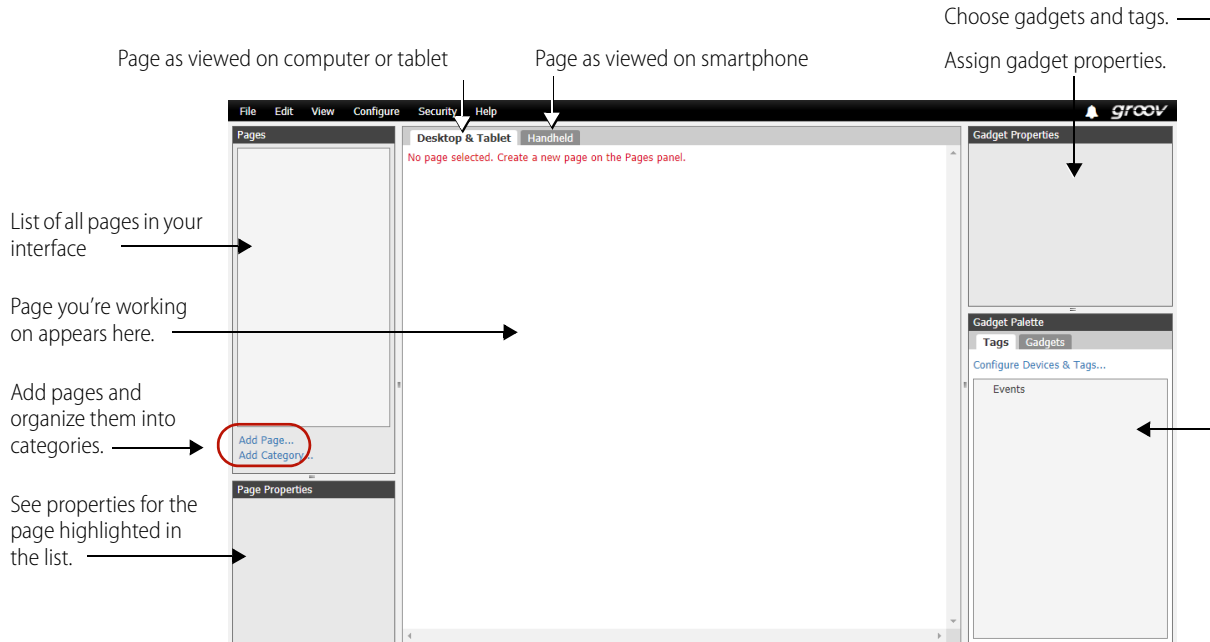 Choose gadgets and tags.
Page as viewed on computer or tablet
Page as viewed on smartphone
Assign gadget properties.
File Edit View Configure Security Help
groov
Pages
Desktop & Tablet Handheld
Gadget Properties
No page selected. Create a new page on the Pages panel.
List of all pages in your
interface
Page you're working
on appears here.
Gadget Palette
Tags Gadgets
Configure Devices & Tags...
Events
Add pages and
organize them into
categories.
Add Page...
Add Category...
Page Properties
See properties for the
page highlighted in
the list.